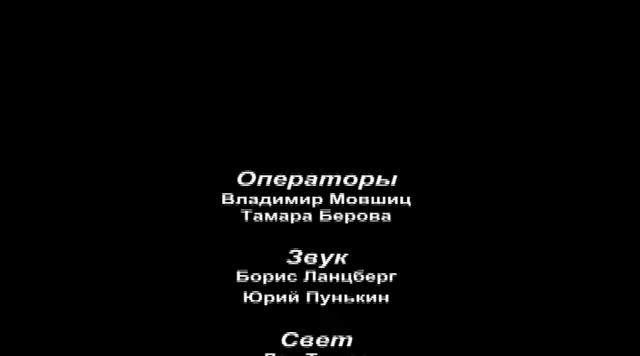 Операторы
Владимир Мовшиц
Тамара Берова
Звук
Борис Ланцберг
Юрий Пунькин
Свет